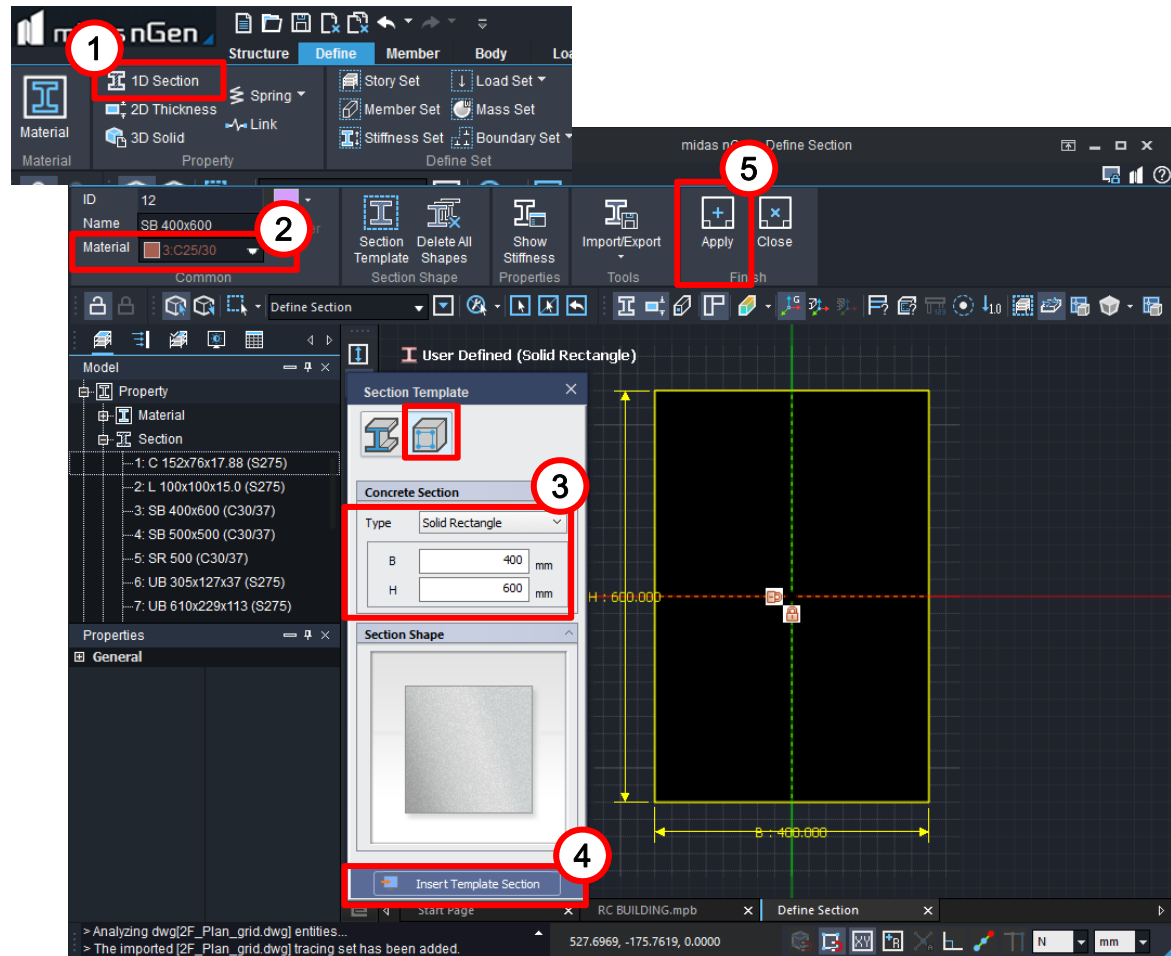 nGen
Structure Define Member Body
1
1D Section
2D Thickness
3D Solid
Spring
Link
Story Set
Load Set
Member Set
Mass Set
Stiffness Set
Boundary Set
Material
Material
Property
Define Set
Define Section
5
ID 12
Name SB 400x600
Material 3:C25/30
2
Common
Section Template
Delete All Shapes
Section Shape
Show Stiffness
Properties
Import/Export
Tools
Apply
Close
Define Section
1.0
Model
Property
Material
Section
1: C 152x76x17.88 (S275)
2: L 100x100x15.0 (S275)
3: SB 400x600 (C30/37)
4: SB 500x500 (C30/37)
5: SR 500 (C30/37)
6: UB 305x127x37 (S275)
7: UB 610x229x113 (S275)
Properties
General
User Defined (Solid Rectangle)
Section Template
Concrete Section
3
Type Solid Rectangle
B 400 mm
H 600 mm
Section Shape
4
Insert Template Section
H : 600.000
B : 400.000
Start Page
RC BUILDING.mpb
Define Section
> Analyzing dwg[2F_Plan_grid.dwg] entities...
> The imported [2F_Plan_grid.dwg] tracing set has been added.
527.6969, -175.7619, 0.0000
N mm